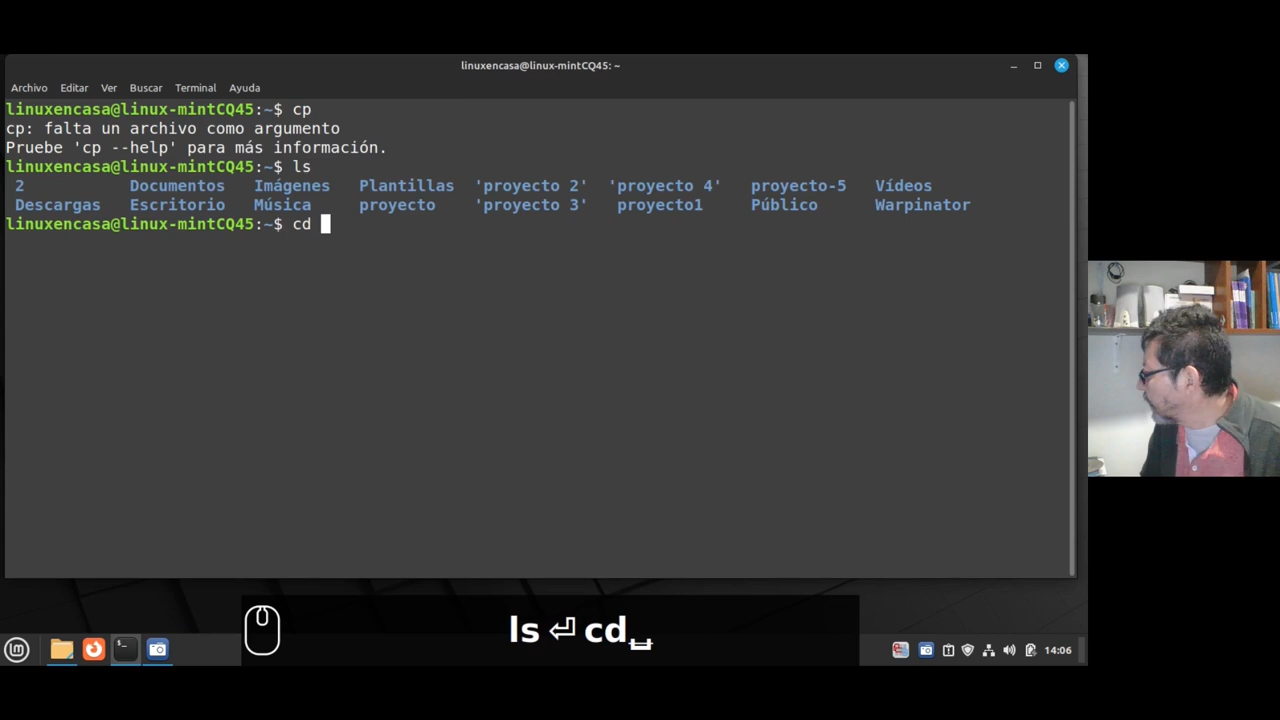 linuxencasa@linux-mintCQ45: ~
Archivo Editar Ver Buscar Terminal Ayuda
linuxencasa@linux-mintCQ45:~$ cp
cp: falta un archivo como argumento
Pruebe 'cp --help' para más información.
linuxencasa@linux-mintCQ45:~$ ls
2 Documentos Imágenes Plantillas 'proyecto 2' 'proyecto 4' proyecto-5 Vídeos
Descargas Escritorio Música proyecto 'proyecto 3' proyecto1 Público Warpinator
linuxencasa@linux-mintCQ45:~$ cd
ls ⏎ cd␣
14:06